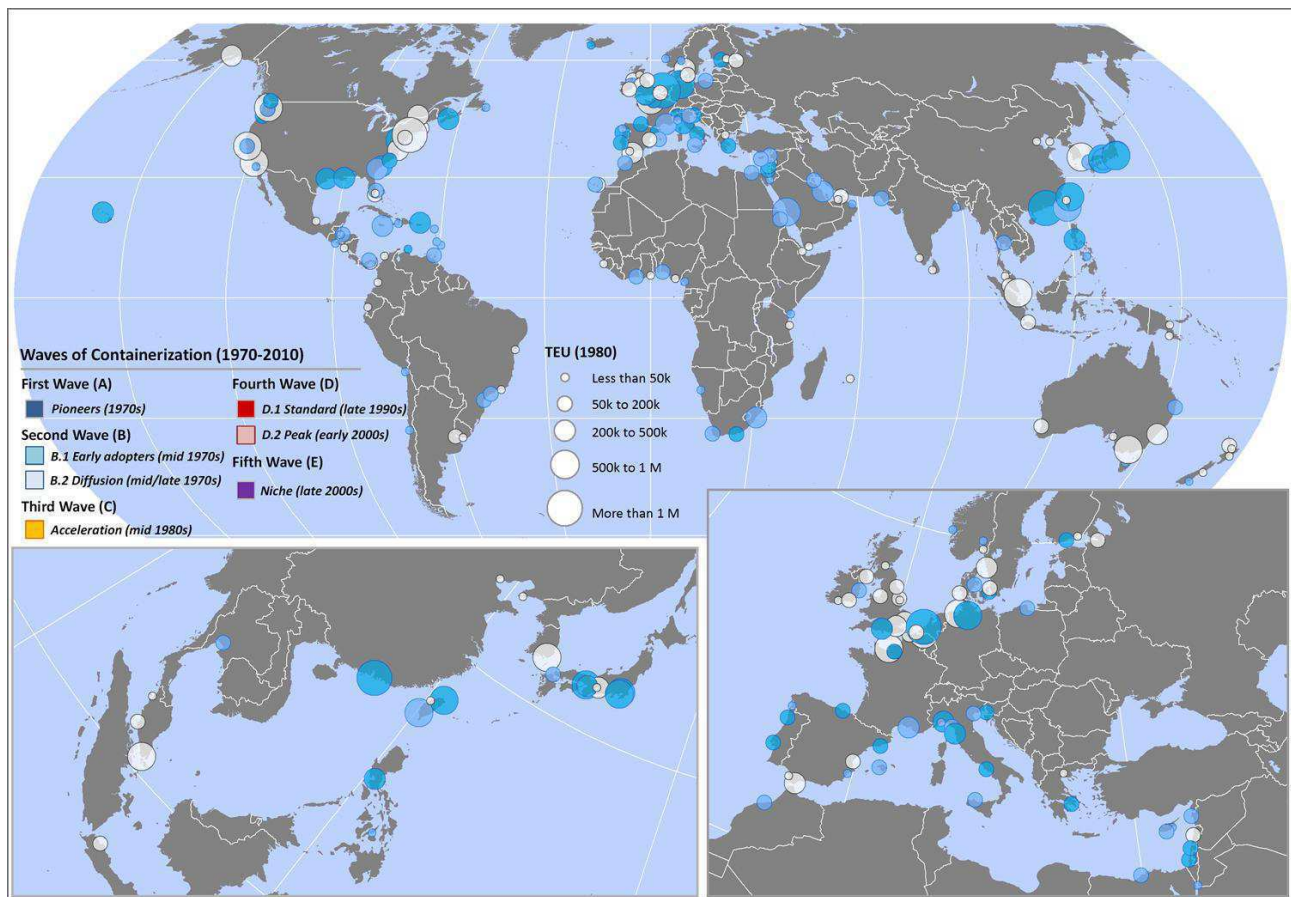 Waves of Containerization (1970-2010)
First Wave (A)
Pioneers (1970s)
Second Wave (B)
B.1 Early adopters (mid 1970s)
B.2 Diffusion (mid/late 1970s)
Third Wave (C)
Acceleration (mid 1980s)
Fourth Wave (D)
D.1 Standard (late 1990s)
D.2 Peak (early 2000s)
Fifth Wave (E)
Niche (late 2000s)
TEU (1980)
Less than 50k
50k to 200k
200k to 500k
500k to 1 M
More than 1 M